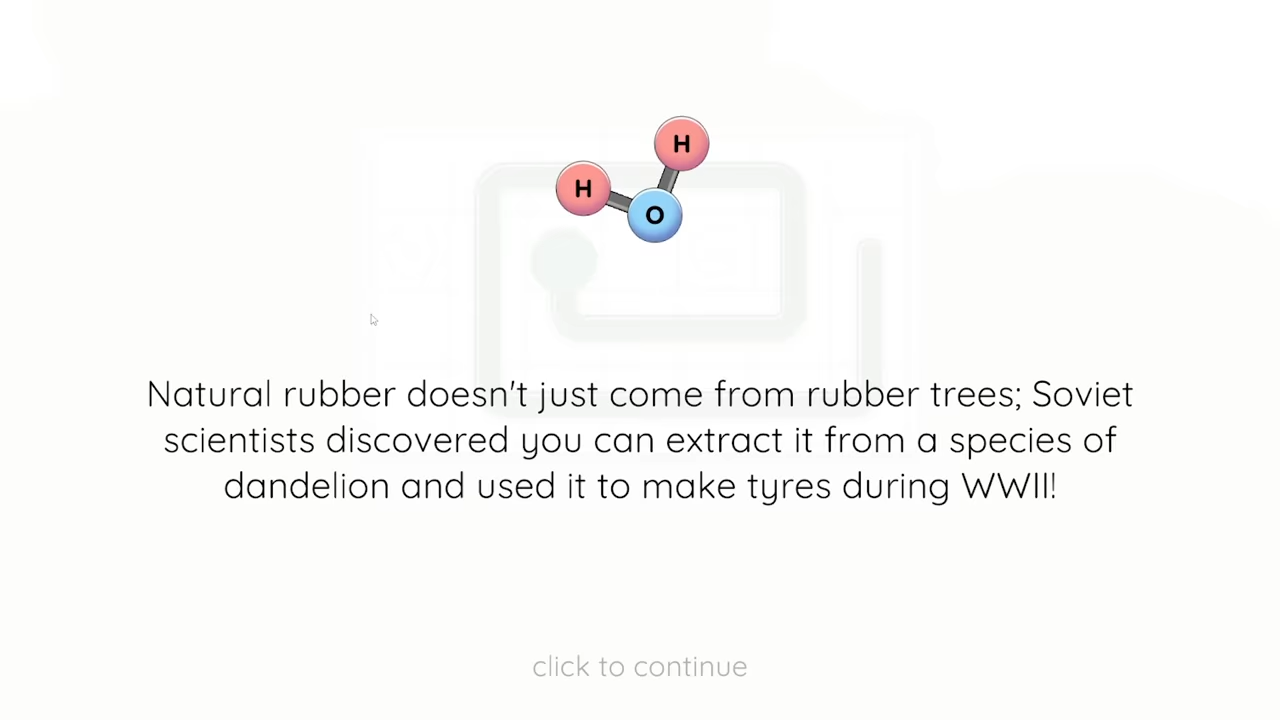 H
H
O
Natural rubber doesn't just come from rubber trees; Soviet
scientists discovered you can extract it from a species of
dandelion and used it to make tyres during WWII!
click to continue